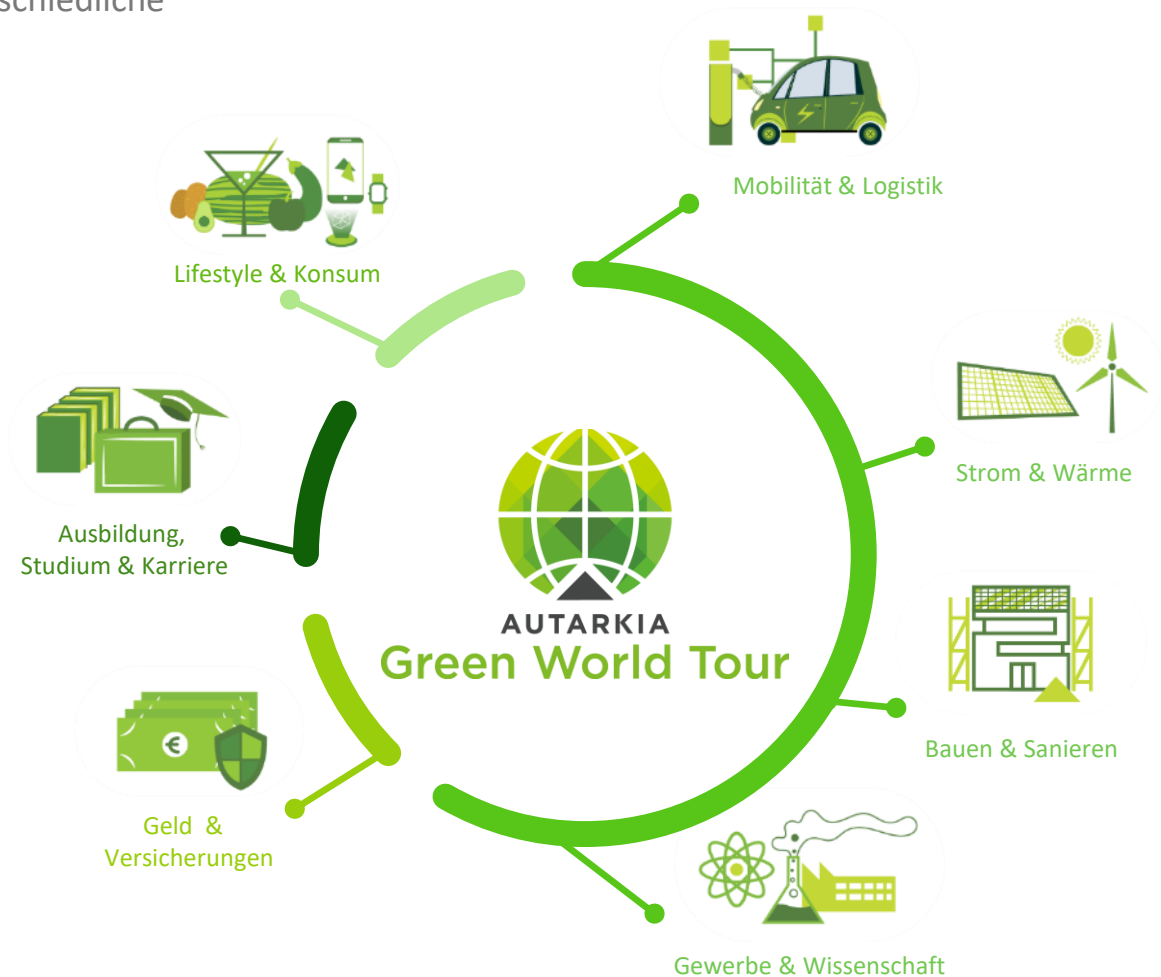 Mobilität & Logistik
Lifestyle & Konsum
Strom & Wärme
Ausbildung,
Studium & Karriere
AUTARKIA
Green World Tour
Bauen & Sanieren
€
Geld &
Versicherungen
Gewerbe & Wissenschaft